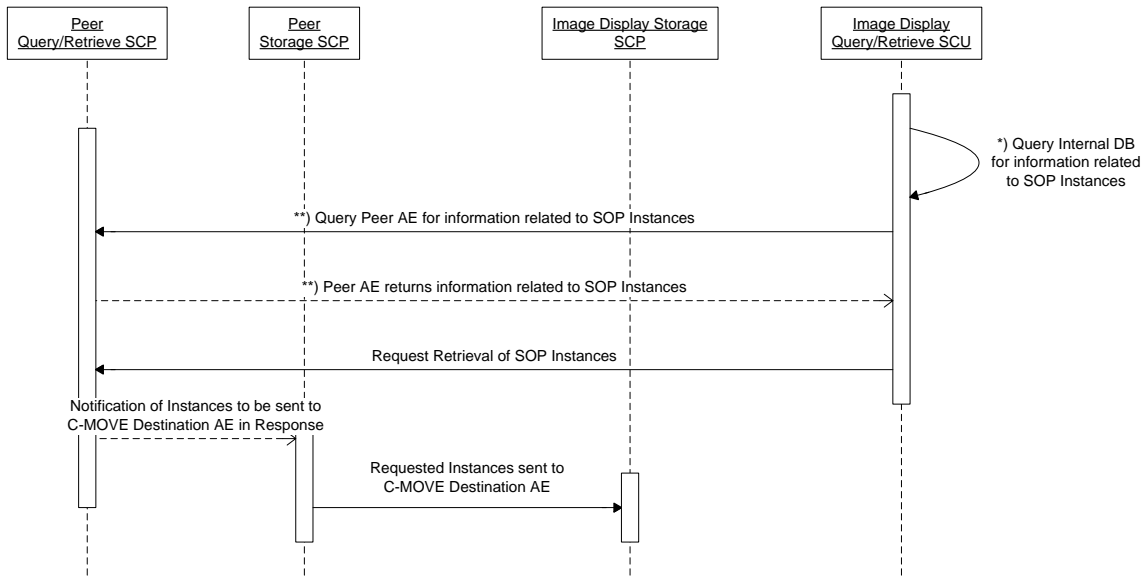 Peer
Query/Retrieve SCP
Peer
Storage SCP
Image Display Storage
SCP
Image Display
Query/Retrieve SCU
*) Query Internal DB
for information related
to SOP Instances
**) Query Peer AE for information related to SOP Instances
**) Peer AE returns information related to SOP Instances
Request Retrieval of SOP Instances
Notification of Instances to be sent to
C-MOVE Destination AE in Response
Requested Instances sent to
C-MOVE Destination AE